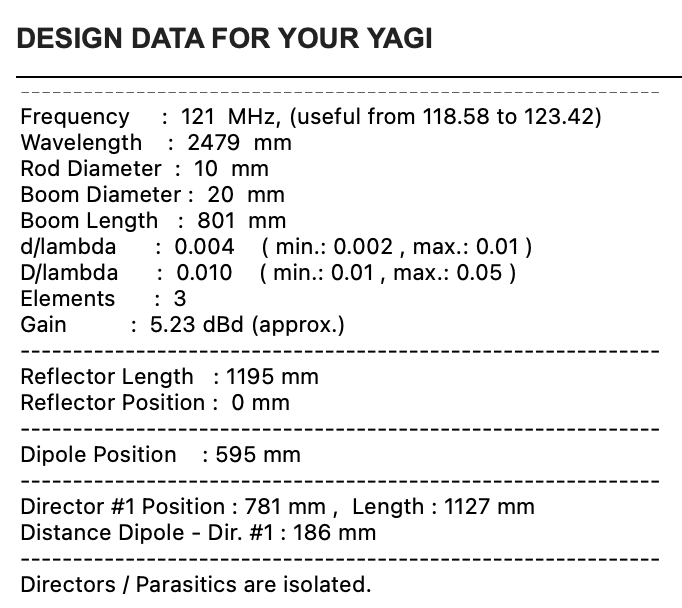 DESIGN DATA FOR YOUR YAGI
-------------------------------------------------------------
Frequency : 121 MHz, (useful from 118.58 to 123.42)
Wavelength : 2479 mm
Rod Diameter : 10 mm
Boom Diameter : 20 mm
Boom Length : 801 mm
d/lambda : 0.004 ( min.: 0.002 , max.: 0.01 )
D/lambda : 0.010 ( min.: 0.01 , max.: 0.05 )
Elements : 3
Gain : 5.23 dBd (approx.)
-------------------------------------------------------------
Reflector Length : 1195 mm
Reflector Position : 0 mm
-------------------------------------------------------------
Dipole Position : 595 mm
-------------------------------------------------------------
Director #1 Position : 781 mm , Length : 1127 mm
Distance Dipole - Dir. #1 : 186 mm
-------------------------------------------------------------
Directors / Parasitics are isolated.